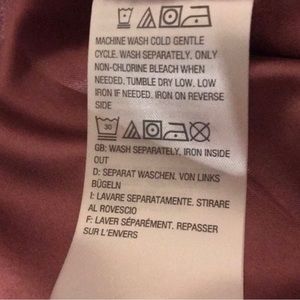 MACHINE WASH COLD GENTLE
CYCLE. WASH SEPARATELY. ONLY
NON-CHLORINE BLEACH WHEN
NEEDED. TUMBLE DRY LOW. LOW
IRON IF NEEDED. IRON ON REVERSE
SIDE
30
GB: WASH SEPARATELY. IRON INSIDE
OUT
D: SEPARAT WASCHEN. VON LINKS
BÜGELN
I: LAVARE SEPARATAMENTE. STIRARE
AL ROVESCIO
F: LAVER SÉPARÉMENT. REPASSER
SUR L'ENVERS